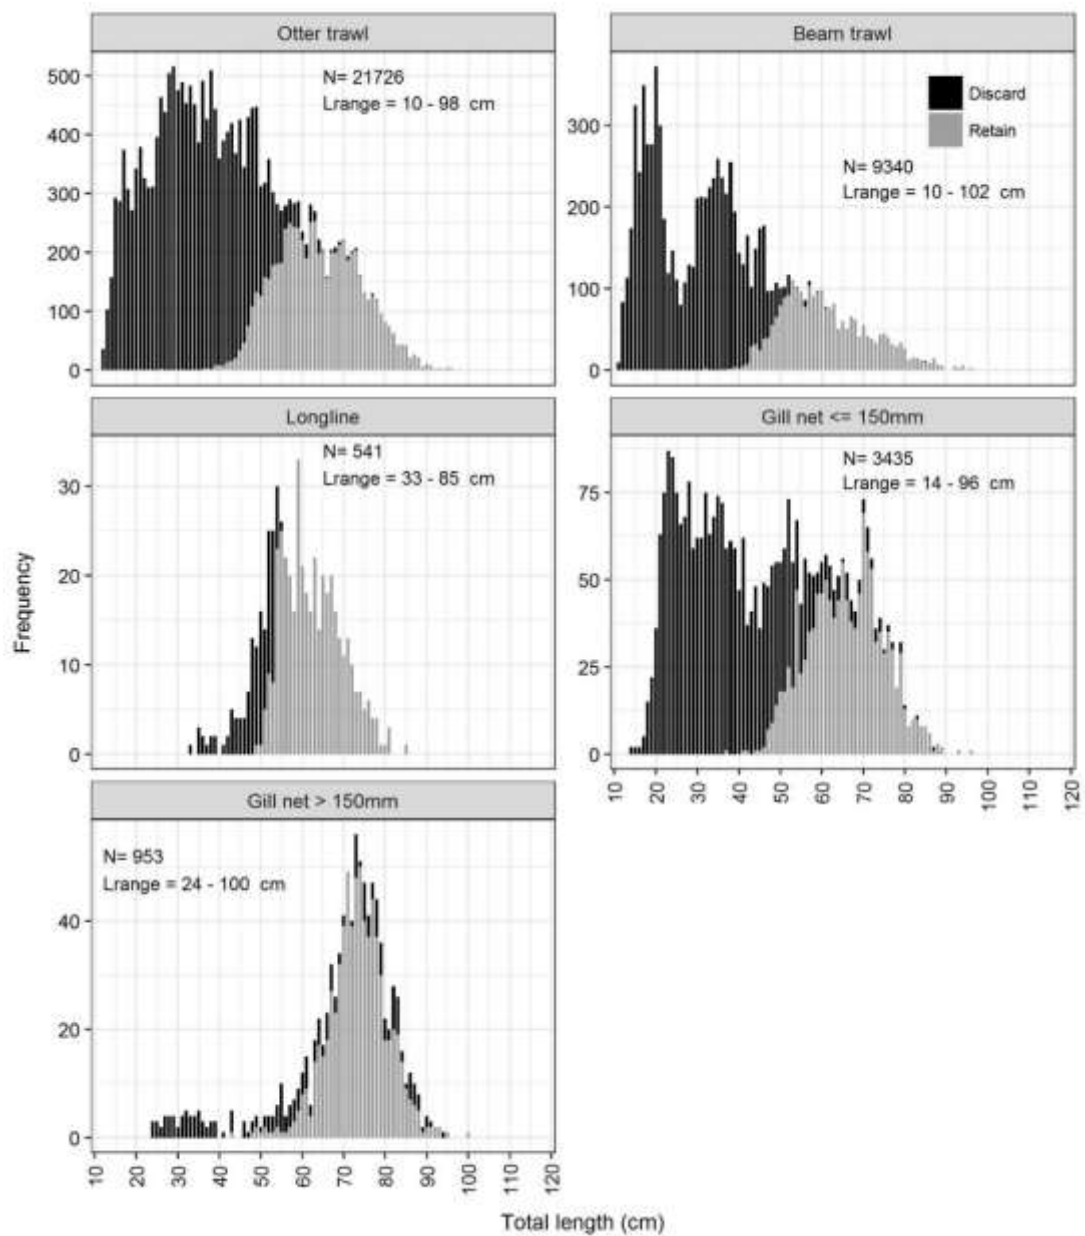 Otter trawl
N= 21726
Lrange = 10 - 98 cm
500
400
300
200
100
0
Beam trawl
Discard
Retain
N= 9340
Lrange = 10 - 102 cm
300
200
100
0
Longline
N= 541
Lrange = 33 - 85 cm
30
20
10
0
Gill net <= 150mm
N= 3435
Lrange = 14 - 96 cm
75
50
25
0
10 20 30 40 50 60 70 80 90 100 110 120
Gill net > 150mm
N= 953
Lrange = 24 - 100 cm
40
20
0
10 20 30 40 50 60 70 80 90 100 110 120
Frequency
Total length (cm)